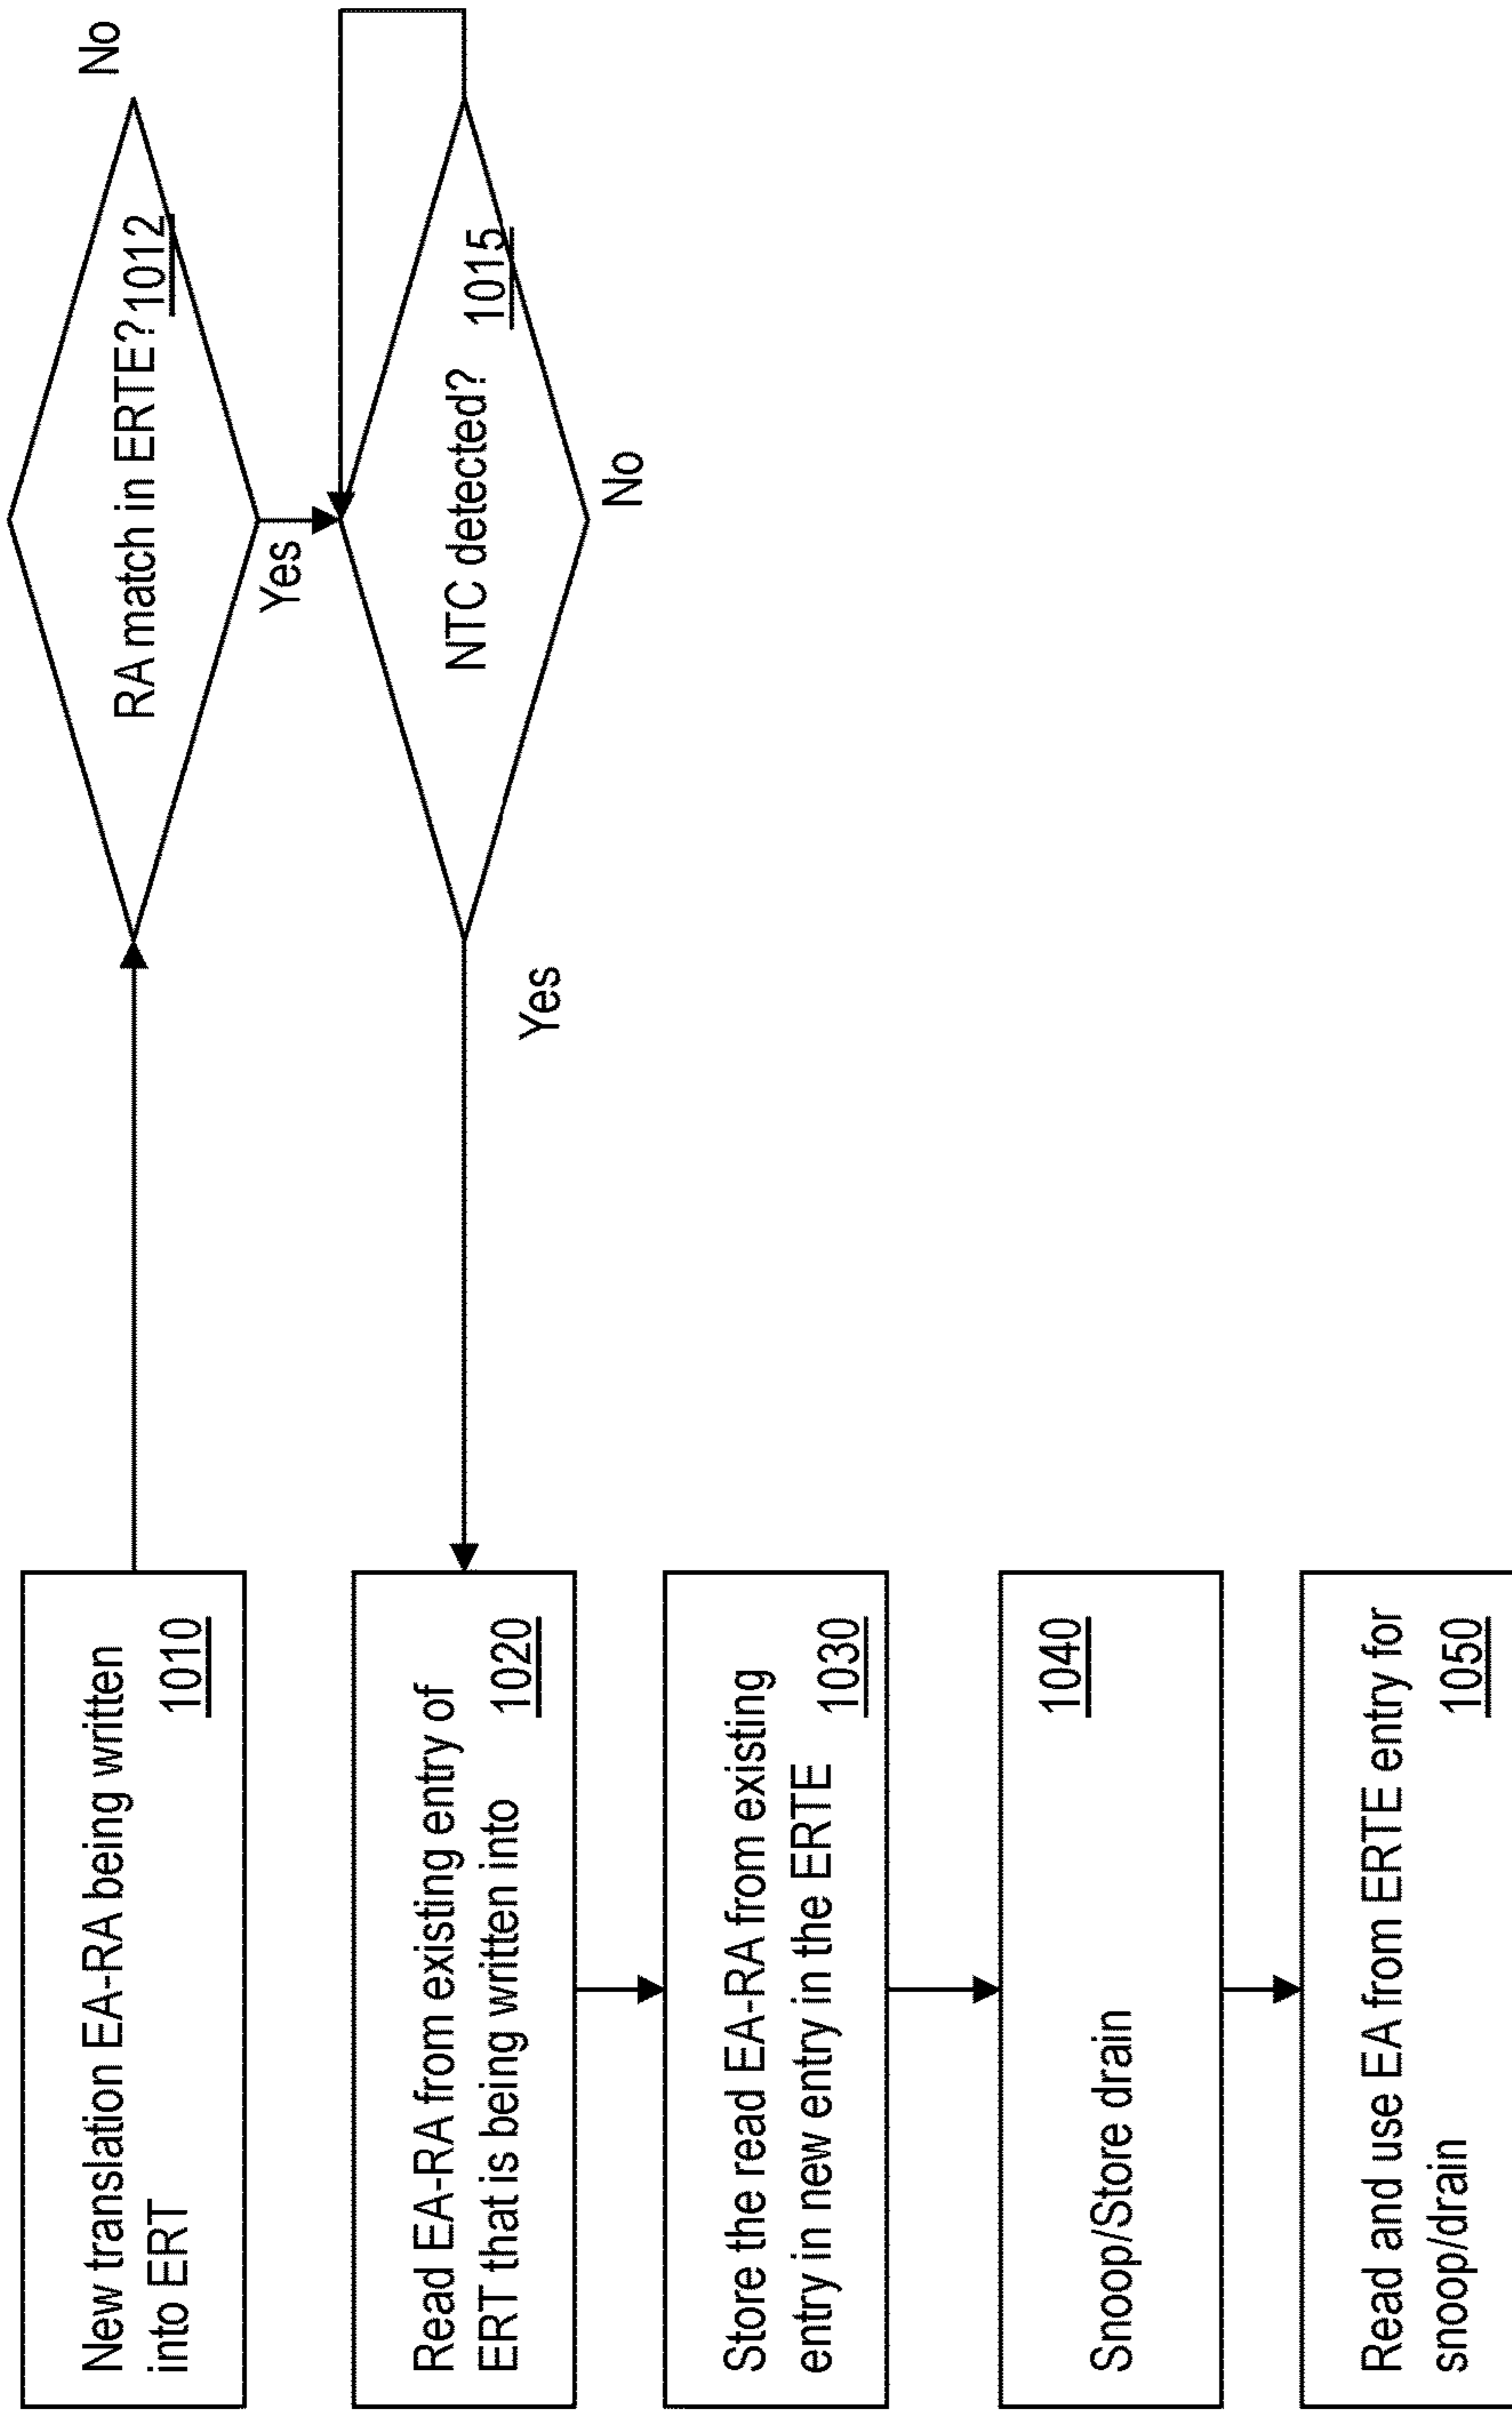 New translation EA-RA being written
into ERT
1010
RA match in ERTE? 1012
No
Yes
NTC detected?
1015
No
Yes
Read EA-RA from existing entry of
ERT that is being written into
1020
Store the read EA-RA from existing
entry in new entry in the ERTE
1030
Snoop/Store drain
1040
Read and use EA from ERTE entry for
snoop/drain
1050